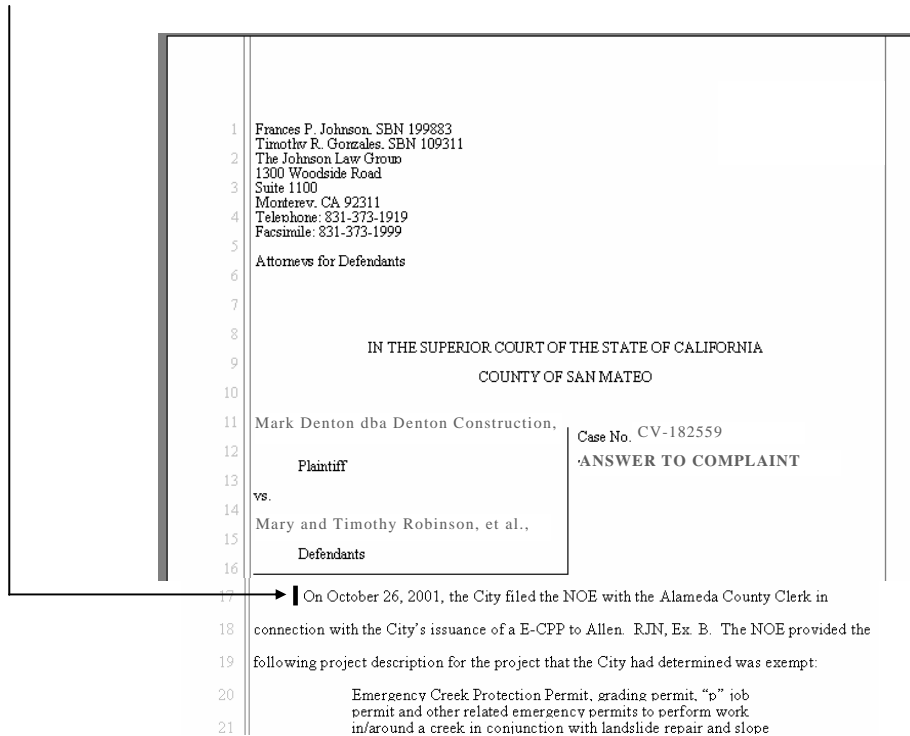 1 Frances P. Johnson, SBN 199883
Timothy R. Gonzales, SBN 109311
2 The Johnson Law Group
1300 Woodside Road
3 Suite 1100
Monterey, CA 92311
4 Telephone: 831-373-1919
Facsimile: 831-373-1999
5
Attorneys for Defendants
6
7
8
IN THE SUPERIOR COURT OF THE STATE OF CALIFORNIA
9
COUNTY OF SAN MATEO
10
11 Mark Denton dba Denton Construction,
Case No. CV-182559
12
Plaintiff
ANSWER TO COMPLAINT
13
vs.
14
Mary and Timothy Robinson, et al.,
15
Defendants
16
17 On October 26, 2001, the City filed the NOE with the Alameda County Clerk in
18 connection with the City's issuance of a E-CPP to Allen. RJN, Ex. B. The NOE provided the
19 following project description for the project that the City had determined was exempt:
20 Emergency Creek Protection Permit, grading permit, "p" job
permit and other related emergency permits to perform work
21 in/around a creek in conjunction with landslide repair and slope